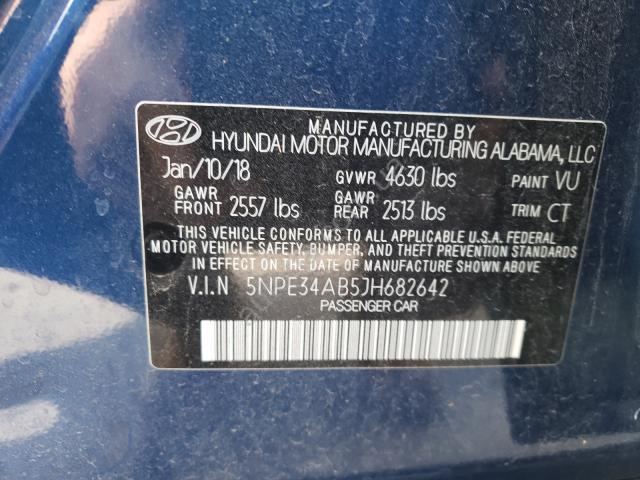 MANUFACTURED BY
HYUNDAI MOTOR MANUFACTURING ALABAMA, LLC
Jan/10/18 GVWR 4630 lbs PAINT VU
GAWR FRONT 2557 lbs GAWR REAR 2513 lbs TRIM CT
THIS VEHICLE CONFORMS TO ALL APPLICABLE U.S.A. FEDERAL
MOTOR VEHICLE SAFETY, BUMPER, AND THEFT PREVENTION STANDARDS
IN EFFECT ON THE DATE OF MANUFACTURE SHOWN ABOVE.
V.I.N 5NPE34AB5JH682642
PASSENGER CAR